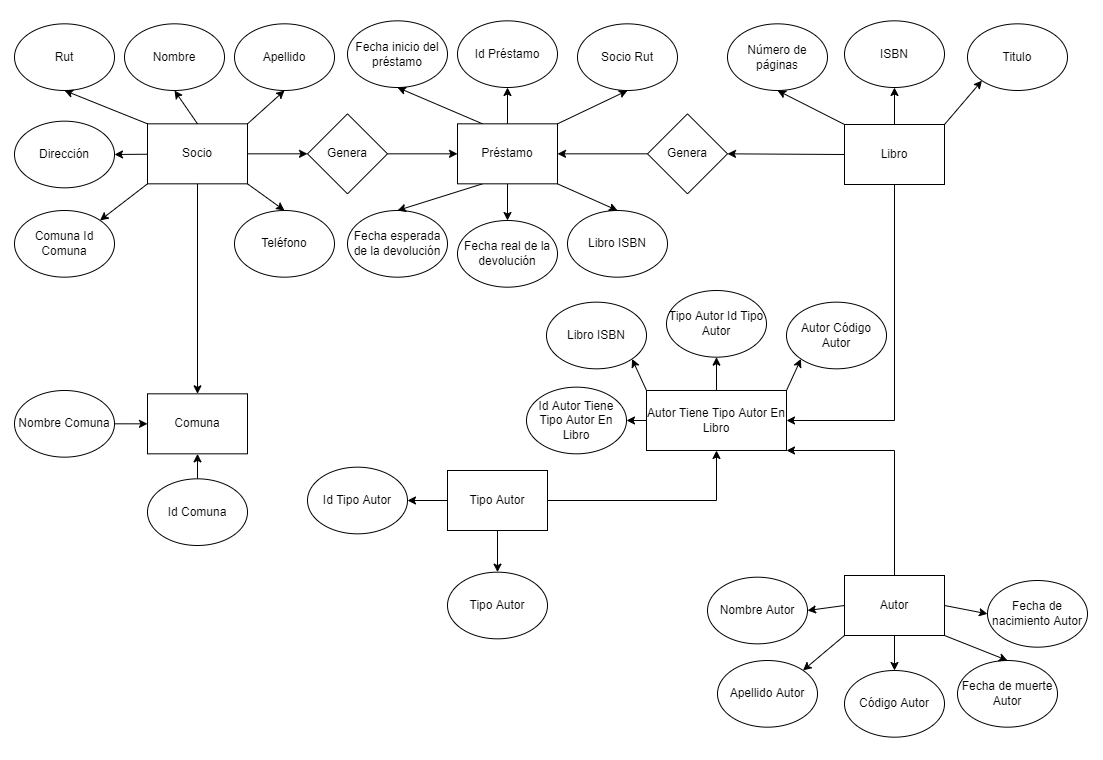 Rut
Nombre
Apellido
Fecha inicio del
préstamo
Id Préstamo
Socio Rut
Número de
páginas
ISBN
Titulo
Dirección
Socio
Genera
Préstamo
Genera
Libro
Comuna Id
Comuna
Teléfono
Fecha esperada
de la devolución
Fecha real de la
devolución
Libro ISBN
Libro ISBN
Tipo Autor Id Tipo
Autor
Autor Código
Autor
Id Autor Tiene
Tipo Autor En
Libro
Autor Tiene Tipo Autor En
Libro
Nombre Comuna
Comuna
Id Comuna
Id Tipo Autor
Tipo Autor
Tipo Autor
Nombre Autor
Autor
Fecha de
nacimiento Autor
Apellido Autor
Código Autor
Fecha de muerte
Autor